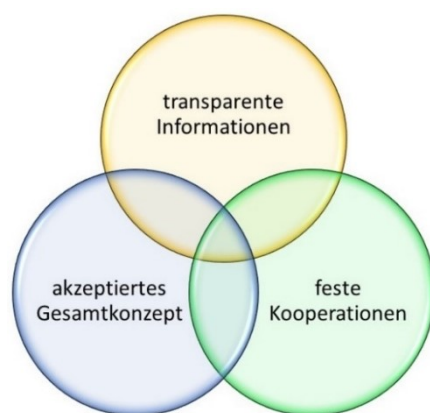 transparente
Informationen
akzeptiertes
Gesamtkonzept
feste
Kooperationen